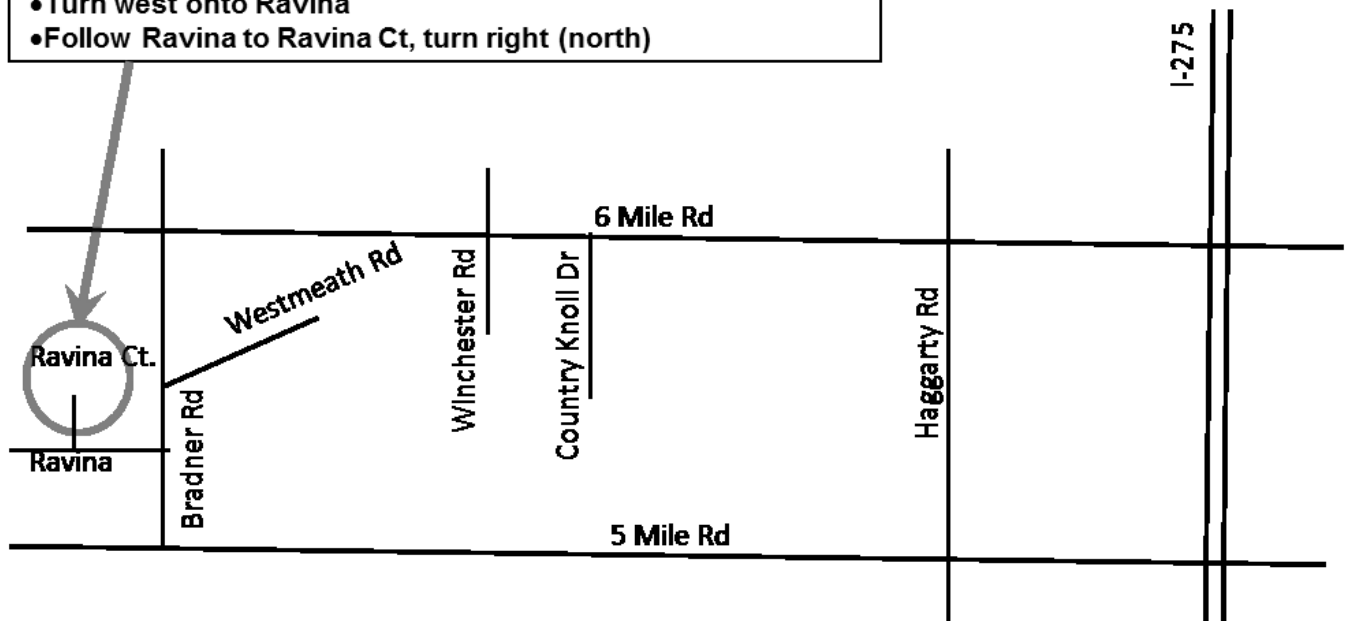 •Turn west onto Ravina
•Follow Ravina to Ravina Ct, turn right (north)
I-275
6 Mile Rd
Westmeath Rd
Winchester Rd
Country Knoll Dr
Haggarty Rd
Ravina Ct.
Bradner Rd
Ravina
5 Mile Rd